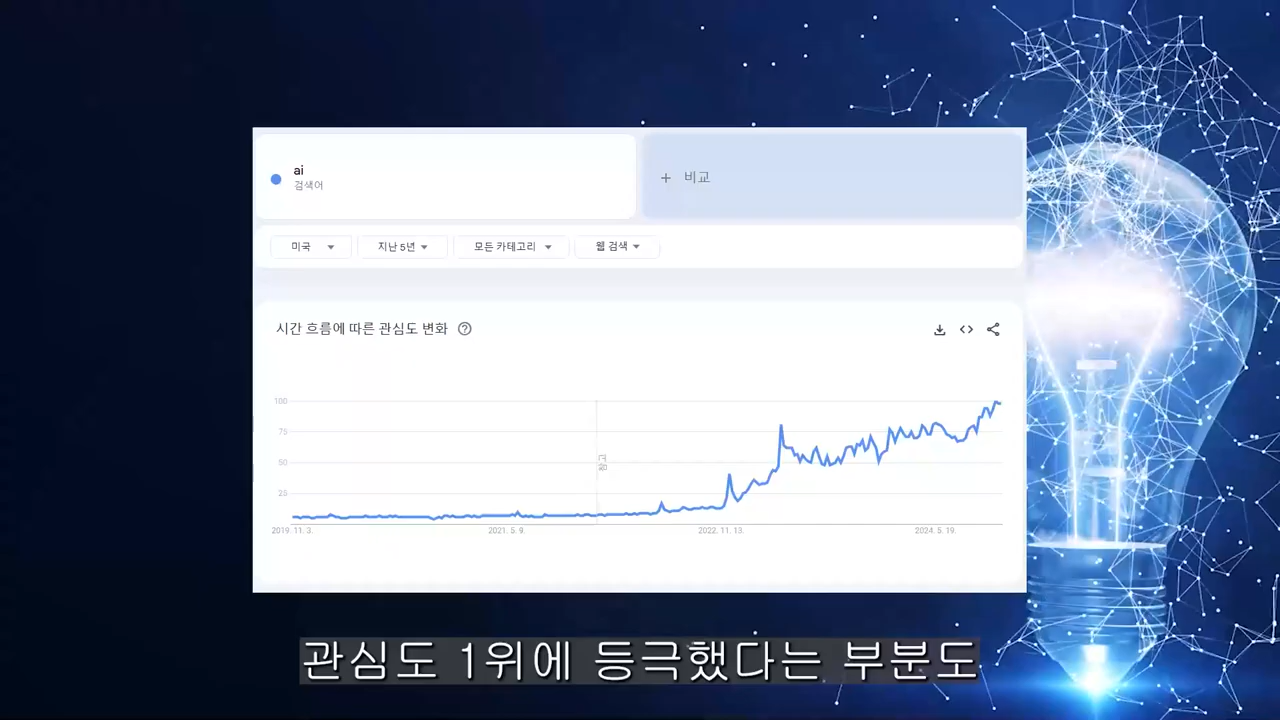 ai
검색어
+ 비교
미국
지난 5년
모든 카테고리
웹 검색
시간 흐름에 따른 관심도 변화
100
75
50
25
참고
2019. 11. 3.
2021. 5. 9.
2022. 11. 13.
2024. 5. 19.
관심도 1위에 등극했다는 부분도